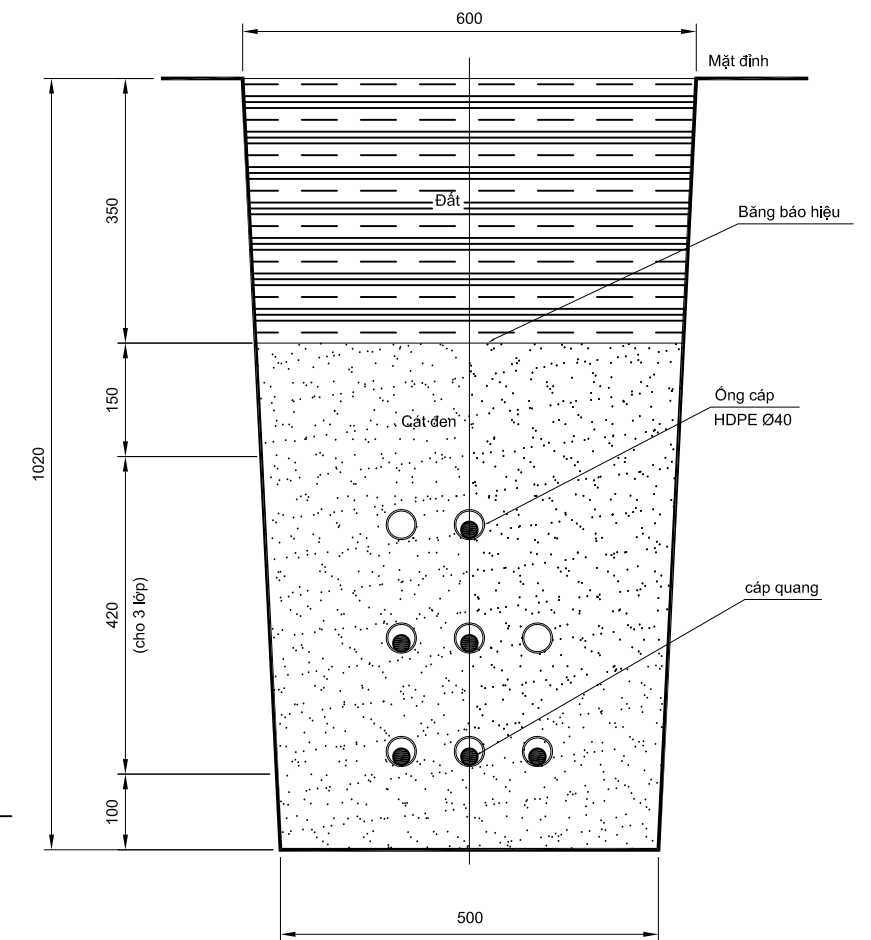 600
Mặt đỉnh
350
Đất
Băng báo hiệu
150
Cát đen
Ống cáp
HDPE Ø40
1020
420
(cho 3 lớp)
cáp quang
100
500